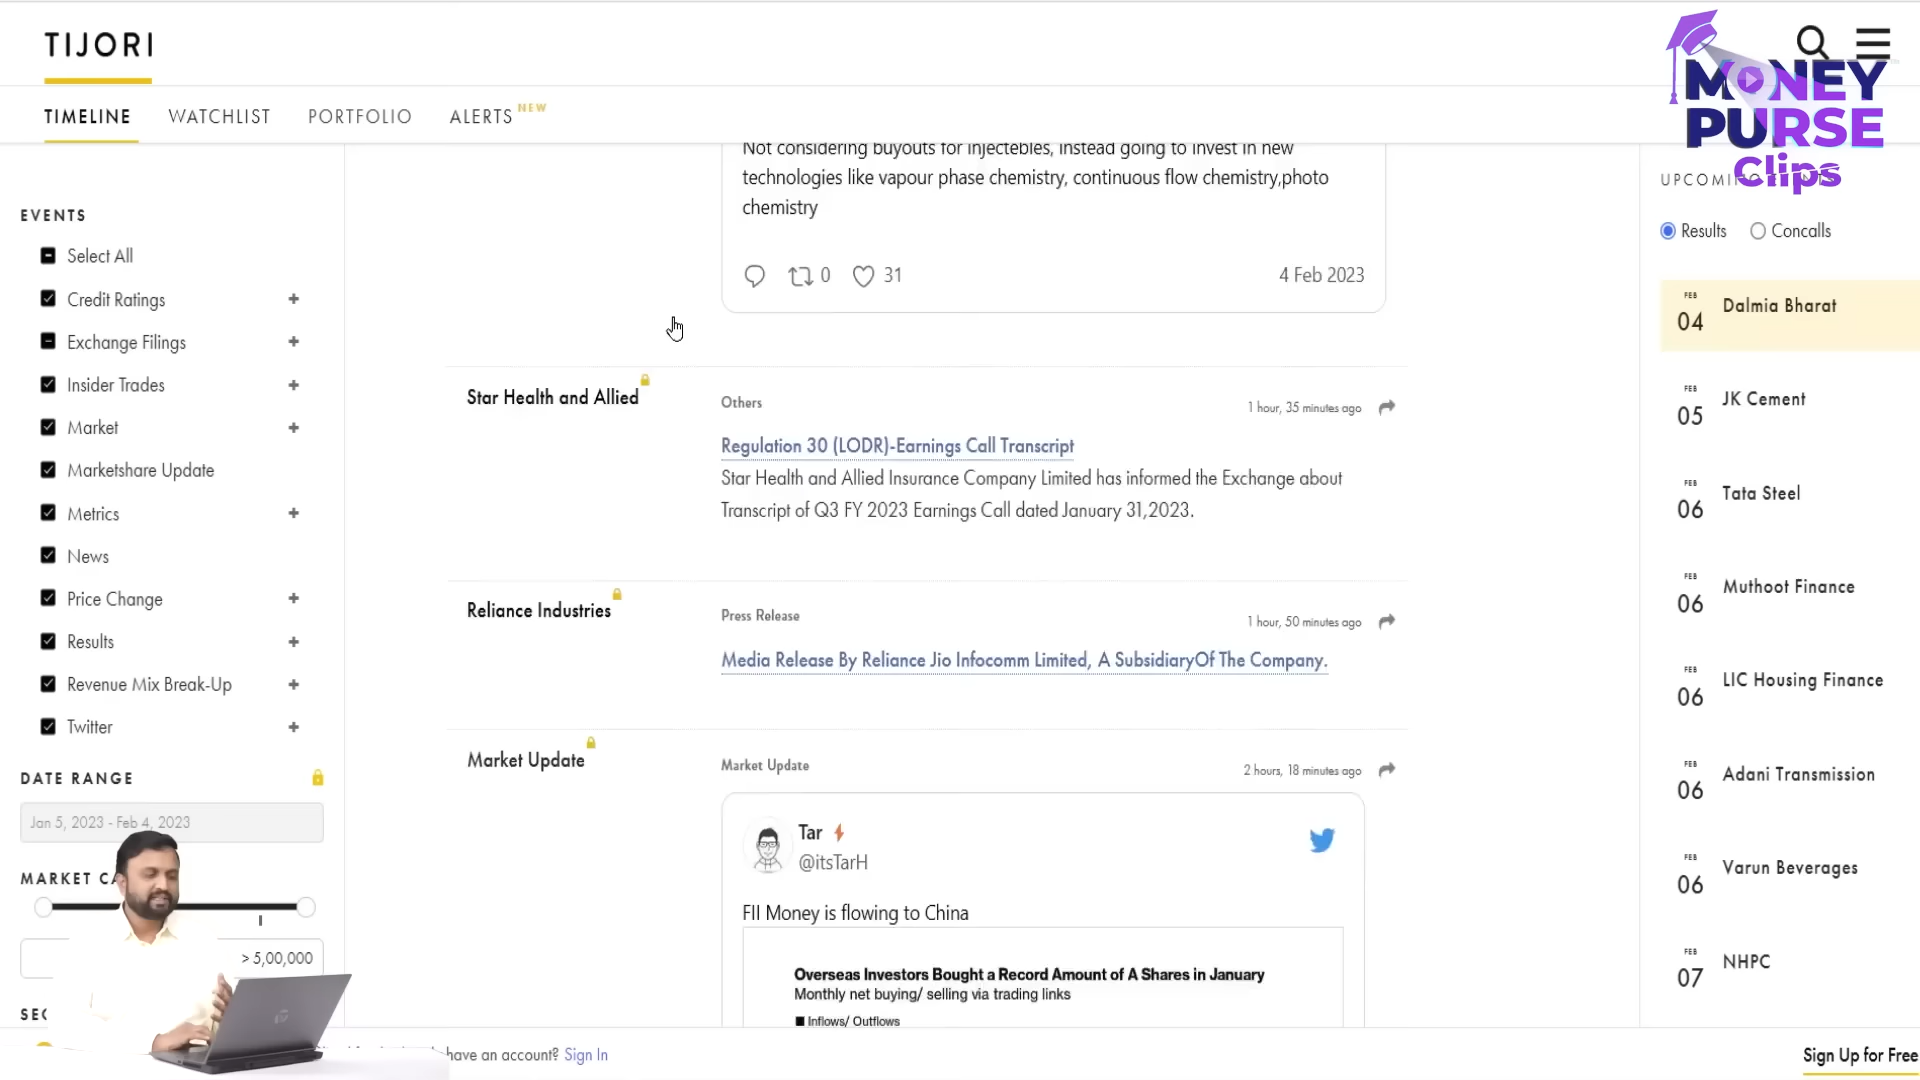 TIJORI
MONEY
PURSE
Clips
TIMELINE
WATCHLIST
PORTFOLIO
ALERTS NEW
EVENTS
Select All
Credit Ratings
Exchange Filings
Insider Trades
Market
Marketshare Update
Metrics
News
Price Change
Results
Revenue Mix Break-Up
Twitter
DATE RANGE
Jan 5, 2023 - Feb 4, 2023
MARKET
> 5,00,000
Not considering buyouts for injectebles, instead going to invest in new
technologies like vapour phase chemistry, continuous flow chemistry,photo
chemistry
0
31
4 Feb 2023
Star Health and Allied
Others
1 hour, 35 minutes ago
Regulation 30 (LODR)-Earnings Call Transcript
Star Health and Allied Insurance Company Limited has informed the Exchange about
Transcript of Q3 FY 2023 Earnings Call dated January 31,2023.
Reliance Industries
Press Release
1 hour, 50 minutes ago
Media Release By Reliance Jio Infocomm Limited, A SubsidiaryOf The Company.
Market Update
Market Update
2 hours, 18 minutes ago
Tar
@itsTarH
FII Money is flowing to China
Overseas Investors Bought a Record Amount of A Shares in January
Monthly net buying/ selling via trading links
Inflows/ Outflows
Results
Concalls
FEB
04
Dalmia Bharat
FEB
05
JK Cement
FEB
06
Tata Steel
FEB
06
Muthoot Finance
FEB
06
LIC Housing Finance
FEB
06
Adani Transmission
FEB
06
Varun Beverages
FEB
07
NHPC
have an account? Sign In
Sign Up for Free